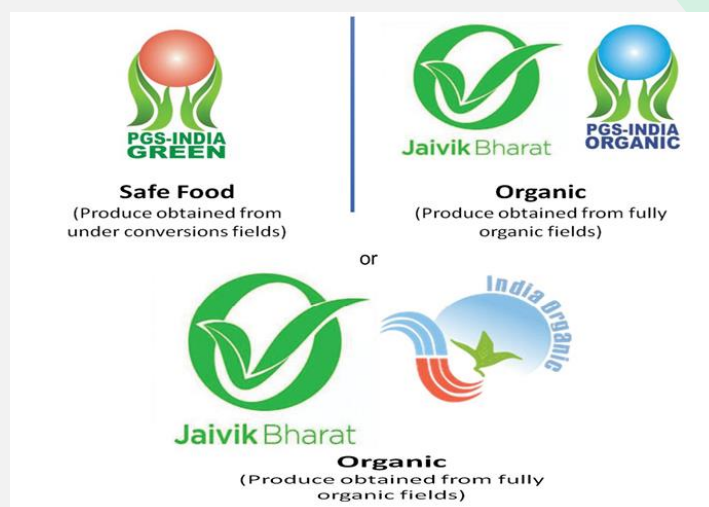 PGS-INDIA
GREEN
Safe Food
(Produce obtained from
under conversions fields)
Jaivik Bharat
PGS-INDIA
ORGANIC
Organic
(Produce obtained from fully
organic fields)
or
Jaivik Bharat
India Organic
Organic
(Produce obtained from fully
organic fields)